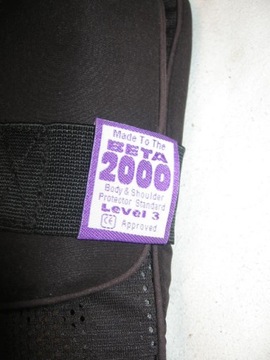 Made To The
BETA
2000
Body & Shoulder
Protector Standard
Level 3
CE Approved